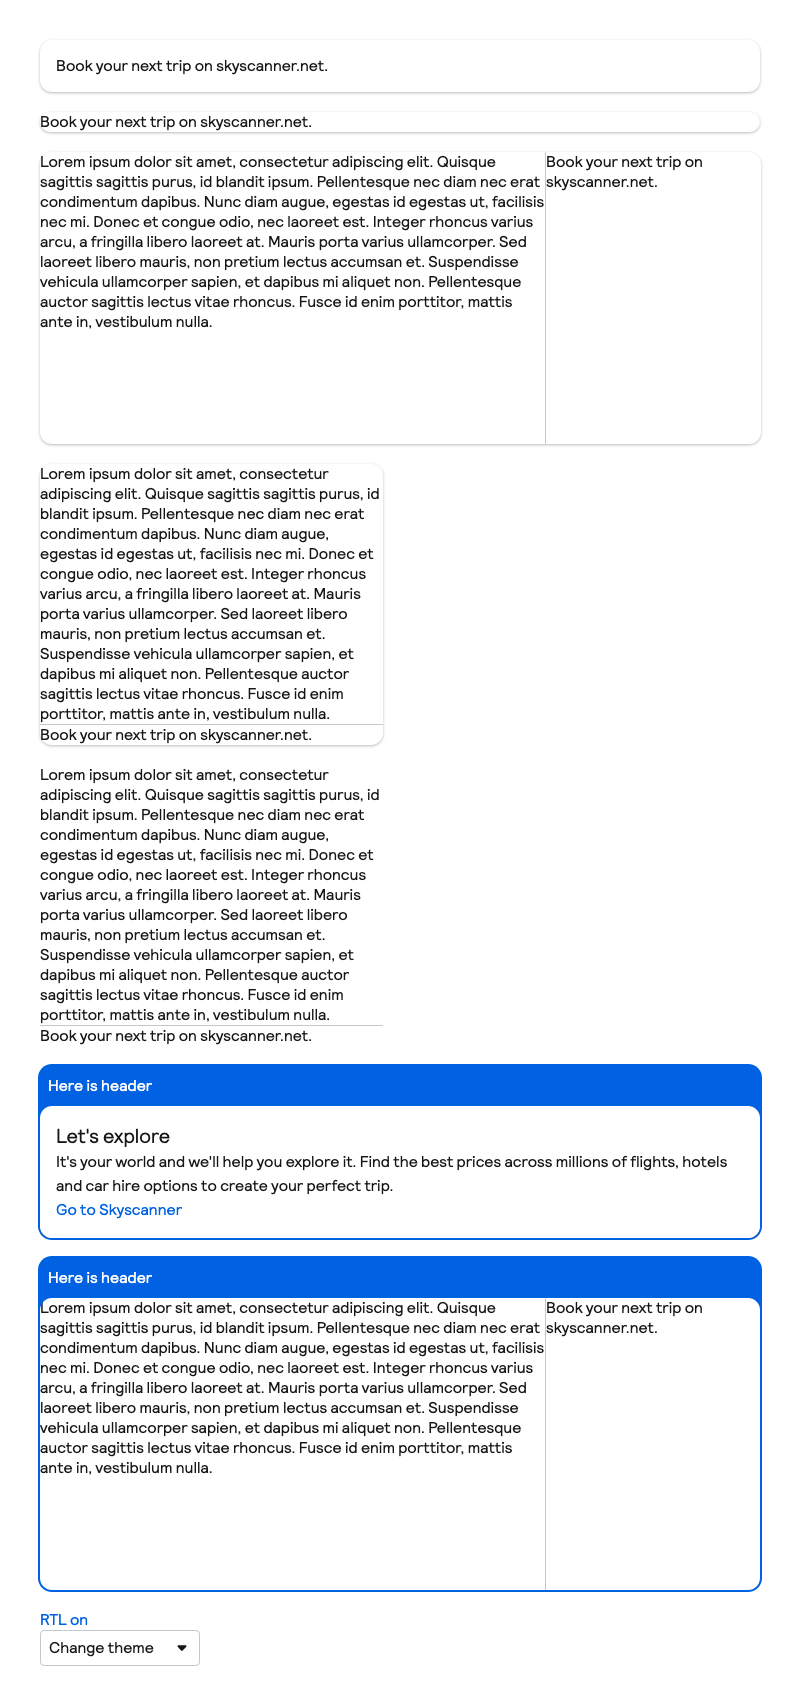 Book your next trip on skyscanner.net.
Book your next trip on skyscanner.net.
Lorem ipsum dolor sit amet, consectetur adipiscing elit. Quisque
sagittis sagittis purus, id blandit ipsum. Pellentesque nec diam nec erat
condimentum dapibus. Nunc diam augue, egestas id egestas ut, facilisis
nec mi. Donec et congue odio, nec laoreet est. Integer rhoncus varius
arcu, a fringilla libero laoreet at. Mauris porta varius ullamcorper. Sed
laoreet libero mauris, non pretium lectus accumsan et. Suspendisse
vehicula ullamcorper sapien, et dapibus mi aliquet non. Pellentesque
auctor sagittis lectus vitae rhoncus. Fusce id enim porttitor, mattis
ante in, vestibulum nulla.
Book your next trip on
skyscanner.net.
Lorem ipsum dolor sit amet, consectetur
adipiscing elit. Quisque sagittis sagittis purus, id
blandit ipsum. Pellentesque nec diam nec erat
condimentum dapibus. Nunc diam augue,
egestas id egestas ut, facilisis nec mi. Donec et
congue odio, nec laoreet est. Integer rhoncus
varius arcu, a fringilla libero laoreet at. Mauris
porta varius ullamcorper. Sed laoreet libero
mauris, non pretium lectus accumsan et.
Suspendisse vehicula ullamcorper sapien, et
dapibus mi aliquet non. Pellentesque auctor
sagittis lectus vitae rhoncus. Fusce id enim
porttitor, mattis ante in, vestibulum nulla.
Book your next trip on skyscanner.net.
Lorem ipsum dolor sit amet, consectetur
adipiscing elit. Quisque sagittis sagittis purus, id
blandit ipsum. Pellentesque nec diam nec erat
condimentum dapibus. Nunc diam augue,
egestas id egestas ut, facilisis nec mi. Donec et
congue odio, nec laoreet est. Integer rhoncus
varius arcu, a fringilla libero laoreet at. Mauris
porta varius ullamcorper. Sed laoreet libero
mauris, non pretium lectus accumsan et.
Suspendisse vehicula ullamcorper sapien, et
dapibus mi aliquet non. Pellentesque auctor
sagittis lectus vitae rhoncus. Fusce id enim
porttitor, mattis ante in, vestibulum nulla.
Book your next trip on skyscanner.net.
Here is header
Let's explore
It's your world and we'll help you explore it. Find the best prices across millions of flights, hotels
and car hire options to create your perfect trip.
Go to Skyscanner
Here is header
Lorem ipsum dolor sit amet, consectetur adipiscing elit. Quisque
sagittis sagittis purus, id blandit ipsum. Pellentesque nec diam nec erat
condimentum dapibus. Nunc diam augue, egestas id egestas ut, facilisis
nec mi. Donec et congue odio, nec laoreet est. Integer rhoncus varius
arcu, a fringilla libero laoreet at. Mauris porta varius ullamcorper. Sed
laoreet libero mauris, non pretium lectus accumsan et. Suspendisse
vehicula ullamcorper sapien, et dapibus mi aliquet non. Pellentesque
auctor sagittis lectus vitae rhoncus. Fusce id enim porttitor, mattis
ante in, vestibulum nulla.
Book your next trip on
skyscanner.net.
RTL on
Change theme